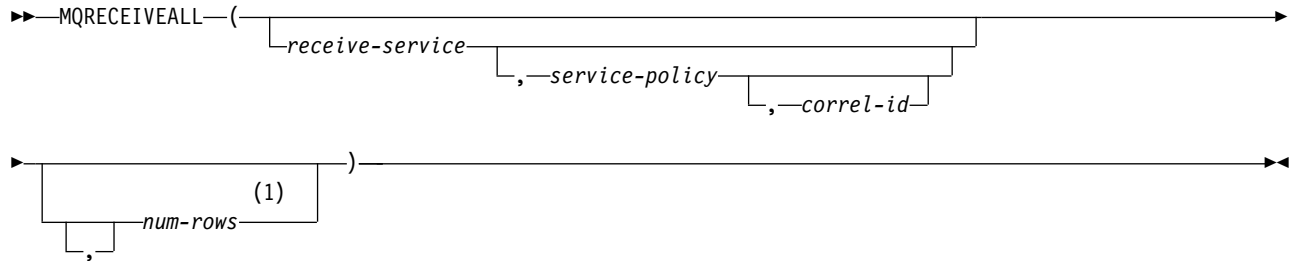 MQRECEIVEALL (
receive-service
, service-policy
, correl-id
)
(1)
num-rows
,